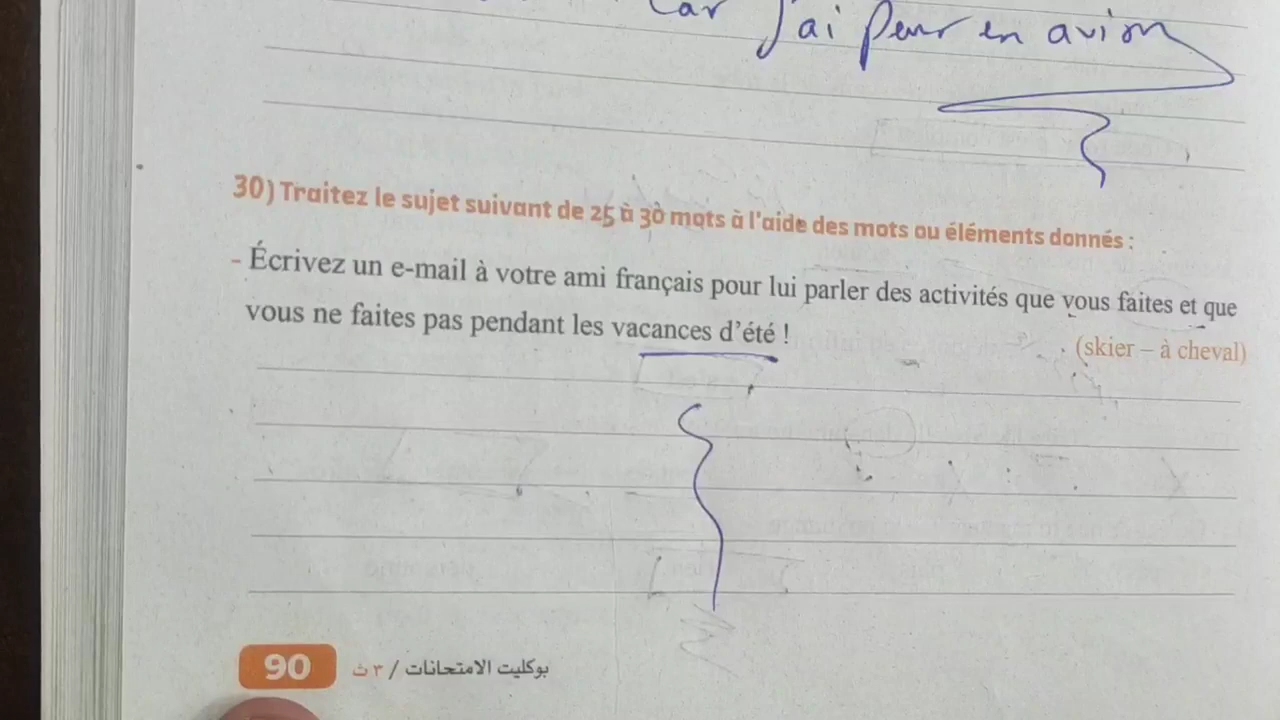 car j'ai peur en avion
30) Traitez le sujet suivant de 25 à 30 mots à l'aide des mots ou éléments donnés :
- Écrivez un e-mail à votre ami français pour lui parler des activités que vous faites et que
vous ne faites pas pendant les vacances d'été !
(skier – à cheval)
90 بوكليت الامتحانات / ٣ ث